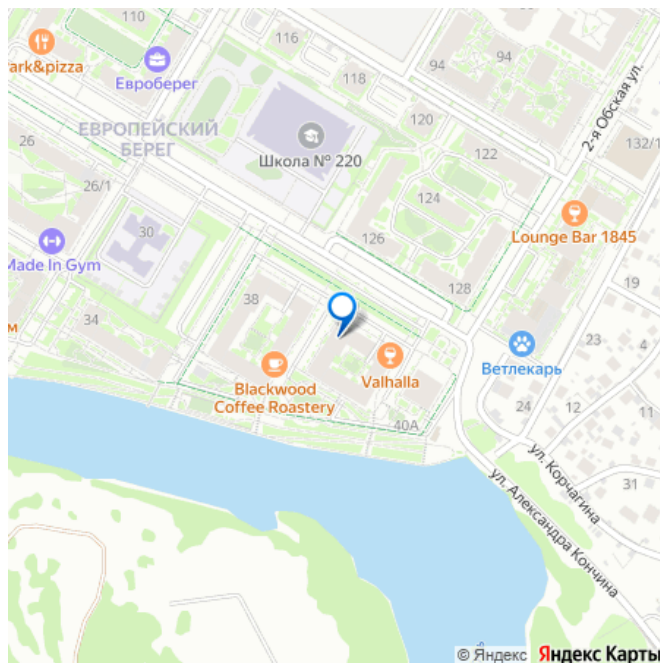 110
116
94
94
ark&pizza
Евроберег
118
2-я Обская ул.
ЕВРОПЕЙСКИЙ
БЕРЕГ
120
132/1
26
Школа № 220
122
26/1
124
30
126
Lounge Bar 1845
Made In Gym
128
19
38
34
м
23
4
Valhalla
Ветлекарь
Blackwood
Coffee Roastery
24
12
40А
31
ул. Корчагина
ул. Александра Кончина
© Яндекс
Яндекс Карты